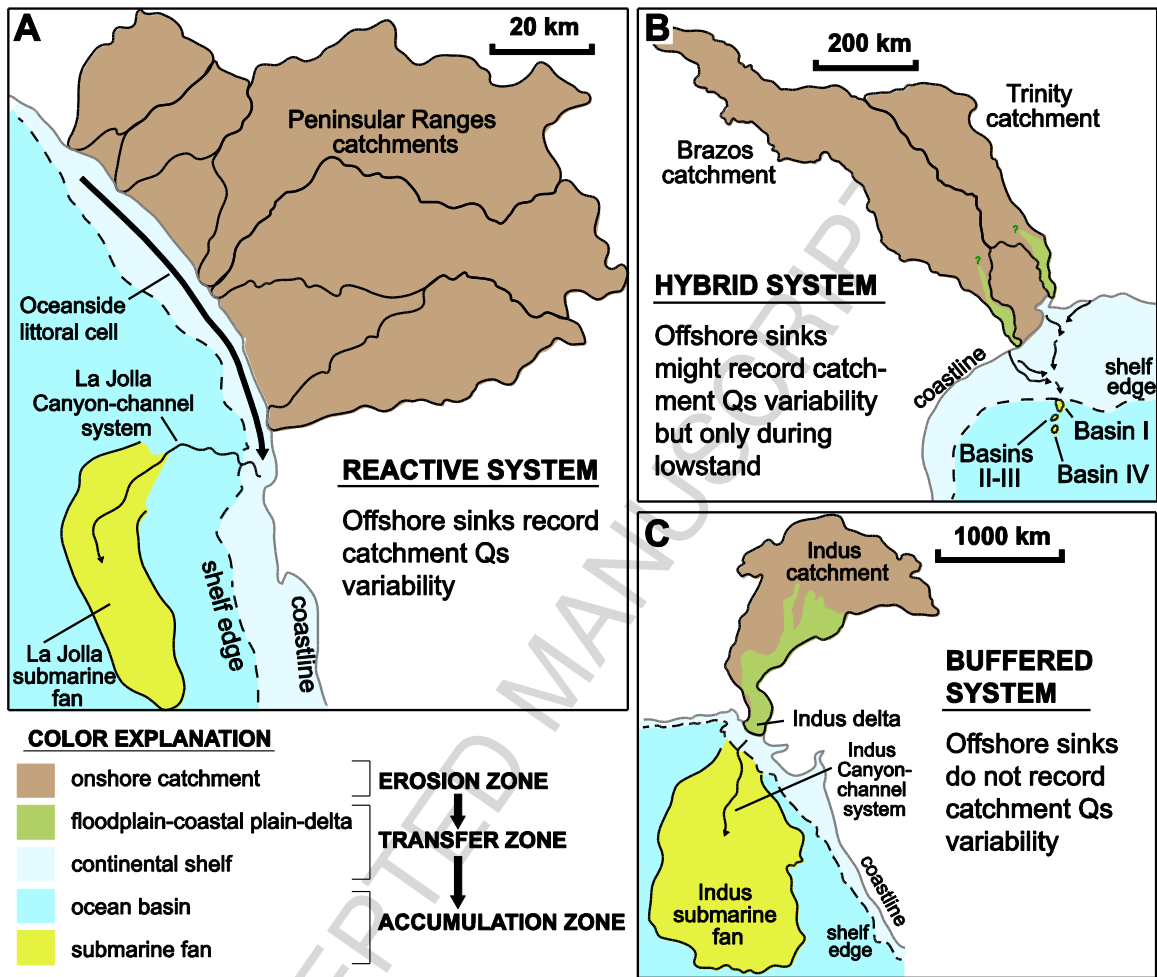 A
20 km
Peninsular Ranges
catchments
Oceanside
littoral cell
La Jolla
Canyon-channel
system
REACTIVE SYSTEM
Offshore sinks record
catchment Qs
variability
shelf edge
coastline
La Jolla
submarine
fan
B
200 km
Trinity
catchment
Brazos
catchment
?
?
HYBRID SYSTEM
Offshore sinks
might record catch-
ment Qs variability
but only during
lowstand
coastline
shelf
edge
Basin I
Basins
II-III
Basin IV
C
1000 km
Indus
catchment
BUFFERED
SYSTEM
Indus delta
Indus
Canyon-
channel
system
Offshore sinks
do not record
catchment Qs
variability
Indus
submarine
fan
shelf
edge
coastline
COLOR EXPLANATION
onshore catchment
EROSION ZONE
floodplain-coastal plain-delta
TRANSFER ZONE
continental shelf
ocean basin
ACCUMULATION ZONE
submarine fan
EPTED MANUSCRIPT